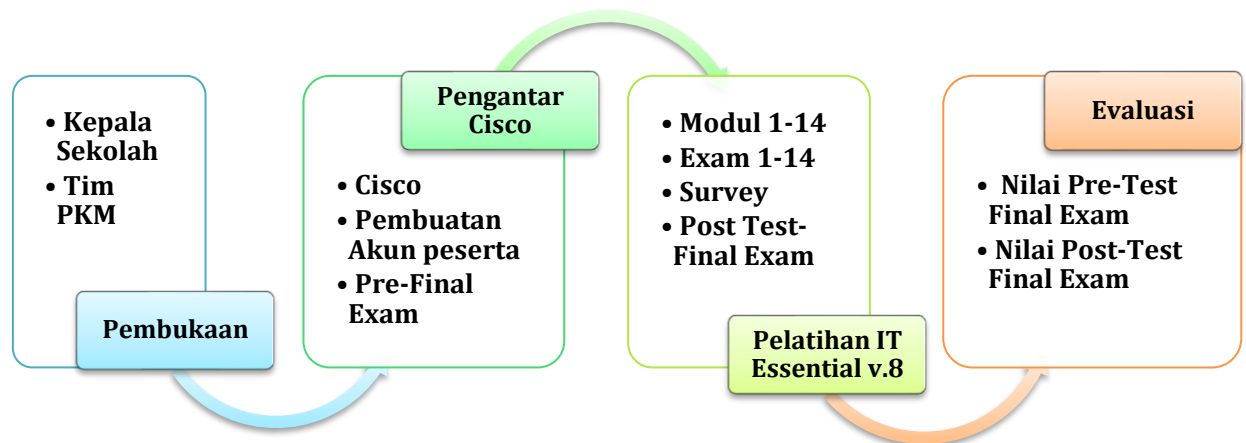 • Kepala
Sekolah
• Tim
PKM
Pembukaan
Pengantar
Cisco
• Cisco
• Pembuatan
Akun peserta
• Pre-Final
Exam
• Modul 1-14
• Exam 1-14
• Survey
• Post Test-
Final Exam
Pelatihan IT
Essential v.8
Evaluasi
• Nilai Pre-Test
Final Exam
• Nilai Post-Test
Final Exam